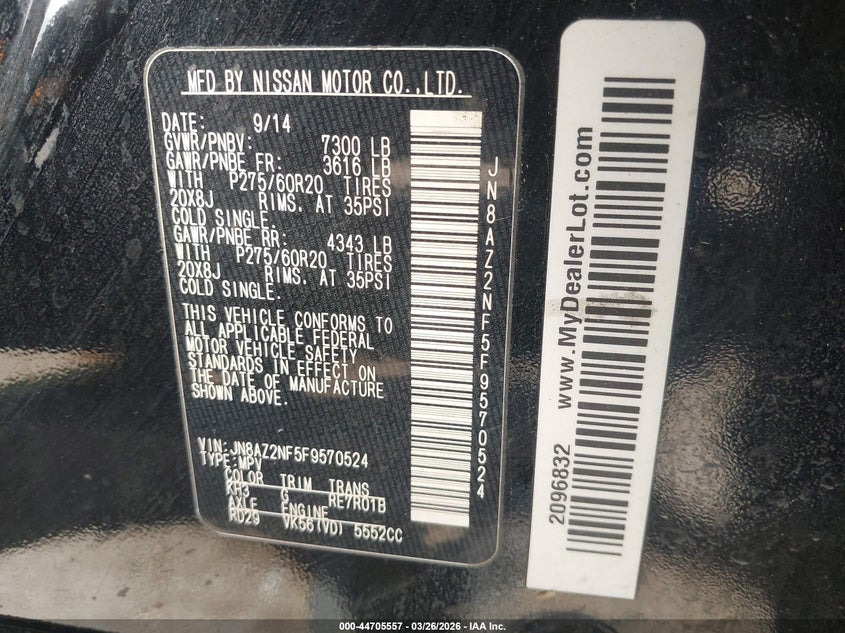 MFD BY NISSAN MOTOR CO.,LTD.
DATE: 9/14
GVWR/PNBV: 7300 LB
GAWR/PNBE FR: 3616 LB
WITH P275/60R20 TIRES
20X8J RIMS. AT 35PSI
COLD SINGLE.
GAWR/PNBE RR: 4343 LB
WITH P275/60R20 TIRES
20X8J RIMS. AT 35PSI
COLD SINGLE.
THIS VEHICLE CONFORMS TO
ALL APPLICABLE FEDERAL
MOTOR VEHICLE SAFETY
STANDARDS IN EFFECT ON
THE DATE OF MANUFACTURE
SHOWN ABOVE.
VIN: JN8AZ2NF5F9570524
TYPE: MPV
COLOR TRIM TRANS
KH3 G RE7R01B
AXLE ENGINE
RD29 VK56(VD) 5552CC
JN8AZ2NF5F9570524
2096832 www.MyDealerLot.com
000-44705557 — 03/26/2026 — IAA Inc.